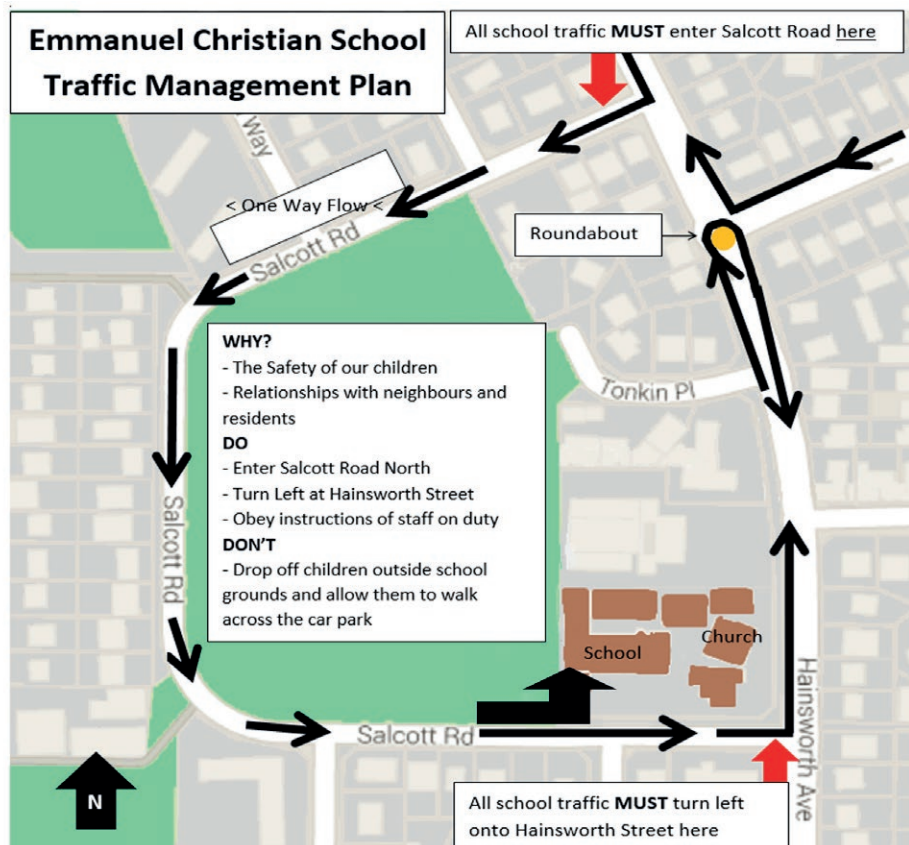 Emmanuel Christian School
Traffic Management Plan
All school traffic MUST enter Salcott Road here
Way
< One Way Flow <
Salcott Rd
Roundabout
WHY?
- The Safety of our children
- Relationships with neighbours and
residents
DO
- Enter Salcott Road North
- Turn Left at Hainsworth Street
- Obey instructions of staff on duty
DON'T
- Drop off children outside school
grounds and allow them to walk
across the car park
Tonkin Pl
Salcott Rd
School
Church
Hainsworth Ave
Salcott Rd
N
All school traffic MUST turn left
onto Hainsworth Street here